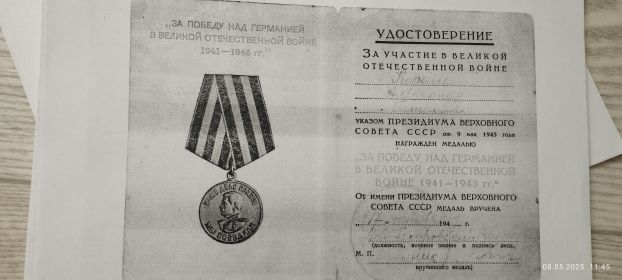 „ЗА ПОБЕДУ НАД ГЕРМАНИЕЙ
В ВЕЛИКОЙ ОТЕЧЕСТВЕННОЙ ВОЙНЕ
1941—1945 гг.“
НАШЕ ДЕЛО ПРАВОЕ
МЫ ПОБЕДИЛИ
УДОСТОВЕРЕНИЕ
ЗА УЧАСТИЕ В ВЕЛИКОЙ
ОТЕЧЕСТВЕННОЙ ВОЙНЕ
УКАЗОМ ПРЕЗИДИУМА ВЕРХОВНОГО
СОВЕТА СССР от 9 мая 1945 года
НАГРАЖДЕН МЕДАЛЬЮ
„ЗА ПОБЕДУ НАД ГЕРМАНИЕЙ
В ВЕЛИКОЙ ОТЕЧЕСТВЕННОЙ
ВОЙНЕ 1941—1945 гг.“
ОТ ИМЕНИ ПРЕЗИДИУМА ВЕРХОВНОГО
СОВЕТА СССР МЕДАЛЬ ВРУЧЕНА
194 г.
(должность, военное звание и подпись лица,
М. П.
вручившего медаль)
08.05.2025 11:45